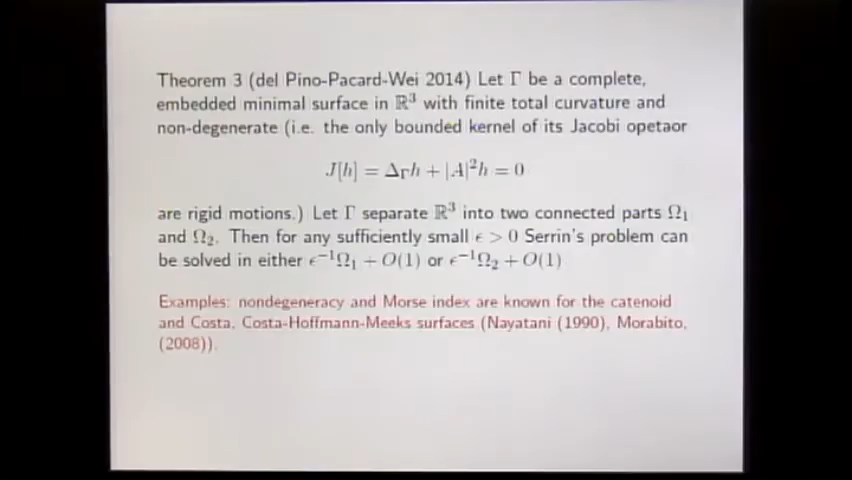 Theorem 3 (del Pino-Pacard-Wei 2014) Let Γ be a complete,
embedded minimal surface in ℝ³ with finite total curvature and
non-degenerate (i.e. the only bounded kernel of its Jacobi opetaor
J[h] = Δ_Γ h + |A|²h = 0
are rigid motions.) Let Γ separate ℝ³ into two connected parts Ω₁
and Ω₂. Then for any sufficiently small ϵ > 0 Serrin's problem can
be solved in either ϵ⁻¹Ω₁ + O(1) or ϵ⁻¹Ω₂ + O(1)
Examples: nondegeneracy and Morse index are known for the catenoid
and Costa, Costa-Hoffmann-Meeks surfaces (Nayatani (1990), Morabito,
(2008)).